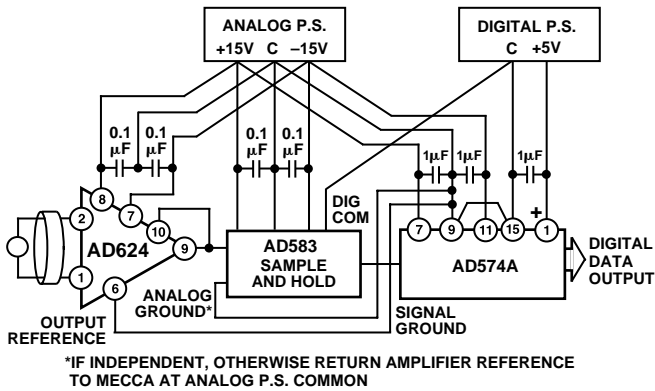 ANALOG P.S.
+15V C –15V
DIGITAL P.S.
C +5V
0.1 µF
0.1 µF
0.1 µF
0.1 µF
1µF
1µF
1µF
8
7
10
2
9
1
6
AD624
DIG COM
AD583 SAMPLE AND HOLD
7
9
11
15
+
1
AD574A
DIGITAL DATA OUTPUT
OUTPUT REFERENCE
ANALOG GROUND*
SIGNAL GROUND
*IF INDEPENDENT, OTHERWISE RETURN AMPLIFIER REFERENCE
TO MECCA AT ANALOG P.S. COMMON